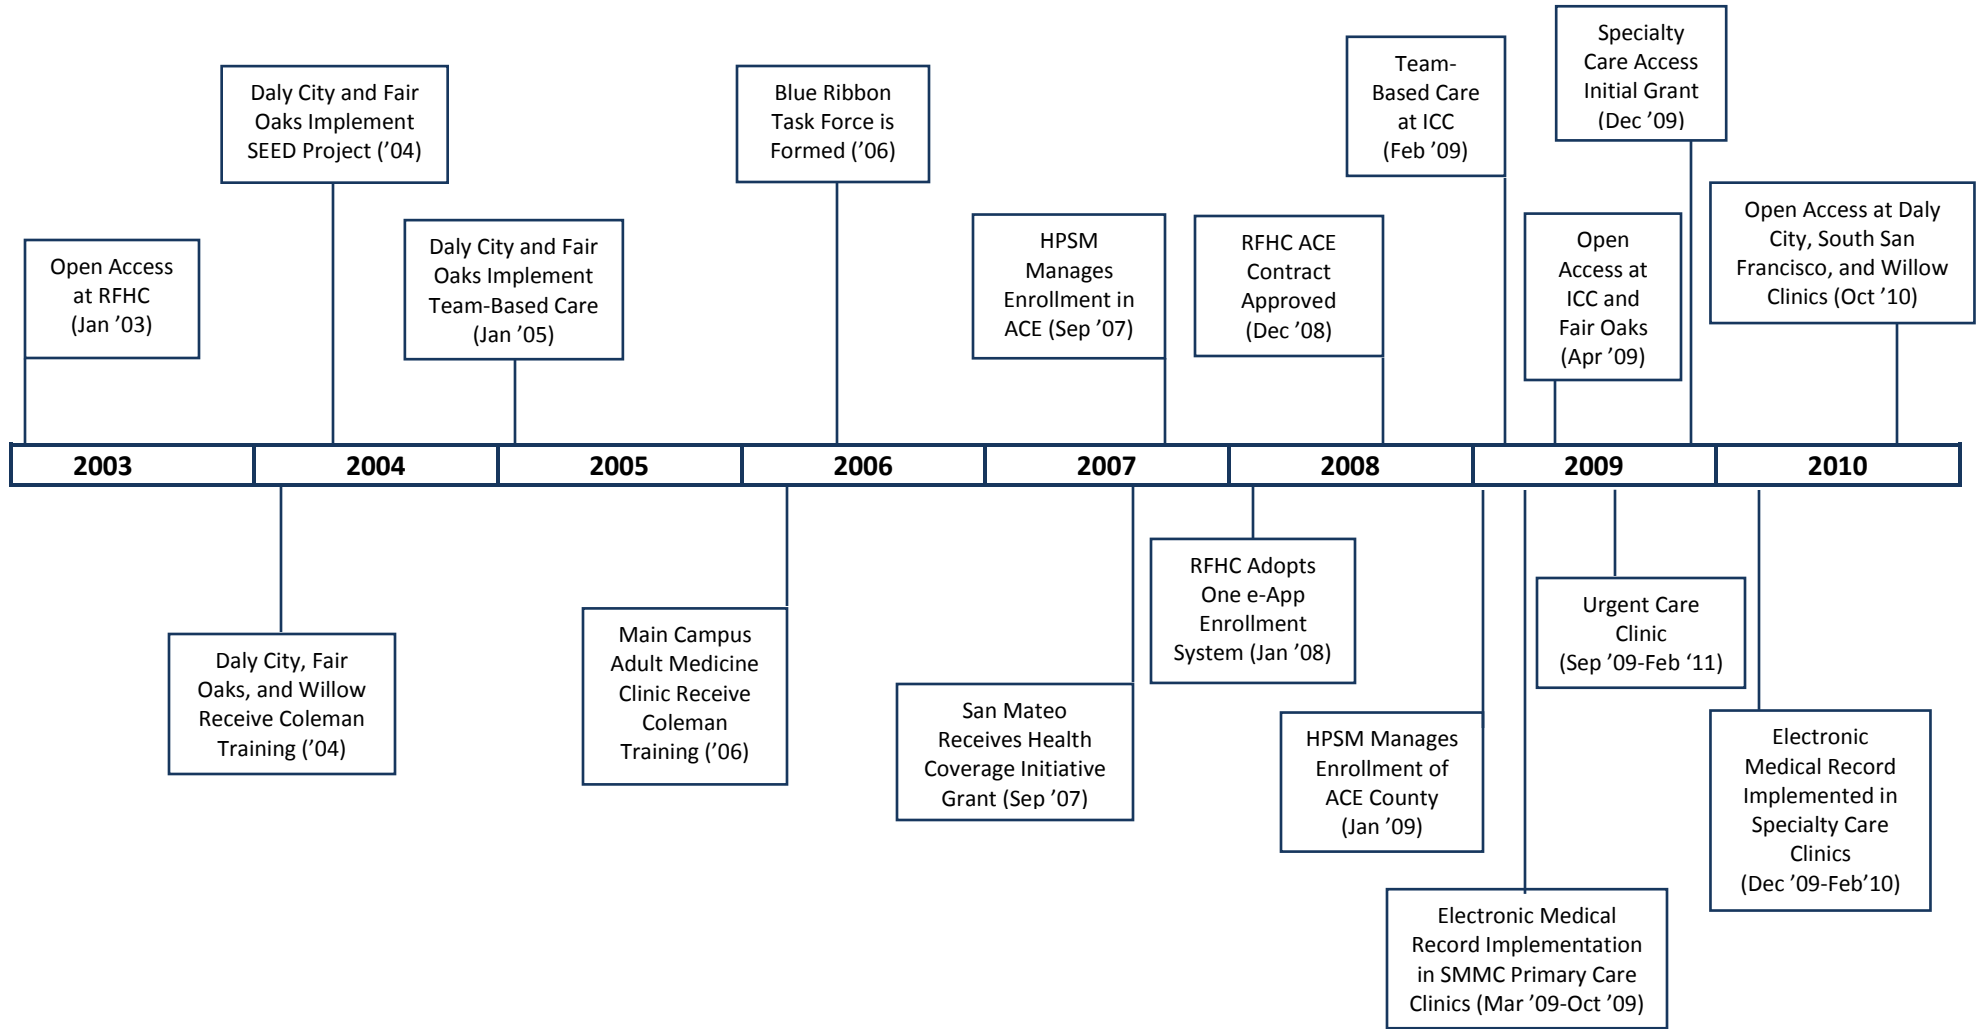 Open Access
at RFHC
(Jan ’03)
Daly City and Fair
Oaks Implement
SEED Project (’04)
Daly City and Fair
Oaks Implement
Team-Based Care
(Jan ’05)
Blue Ribbon
Task Force is
Formed (’06)
HPSM
Manages
Enrollment in
ACE (Sep ’07)
RFHC ACE
Contract
Approved
(Dec ’08)
Team-
Based Care
at ICC
(Feb ’09)
Open
Access at
ICC and
Fair Oaks
(Apr ’09)
Specialty
Care Access
Initial Grant
(Dec ’09)
Open Access at Daly
City, South San
Francisco, and Willow
Clinics (Oct ’10)
2003 2004 2005 2006 2007 2008 2009 2010
Daly City, Fair
Oaks, and Willow
Receive Coleman
Training (’04)
Main Campus
Adult Medicine
Clinic Receive
Coleman
Training (’06)
San Mateo
Receives Health
Coverage Initiative
Grant (Sep ’07)
RFHC Adopts
One e-App
Enrollment
System (Jan ’08)
HPSM Manages
Enrollment of
ACE County
(Jan ’09)
Electronic Medical
Record Implementation
in SMMC Primary Care
Clinics (Mar ’09-Oct ’09)
Urgent Care
Clinic
(Sep ’09-Feb ‘11)
Electronic
Medical Record
Implemented in
Specialty Care
Clinics
(Dec ’09-Feb’10)